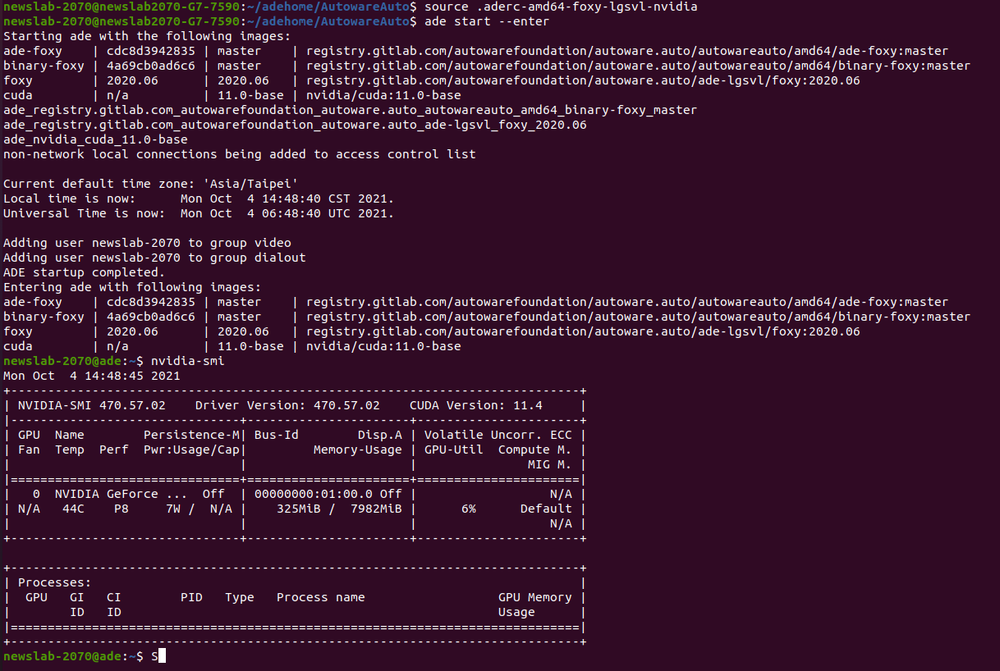 newslab-2070@newslab2070-G7-7590:~/adehome/AutowareAuto$ source .aderc-amd64-foxy-lgsvl-nvidia
newslab-2070@newslab2070-G7-7590:~/adehome/AutowareAuto$ ade start --enter
Starting ade with the following images:
ade-foxy    | cdc8d3942835 | master    | registry.gitlab.com/autowarefoundation/autoware.auto/autowareauto/amd64/ade-foxy:master
binary-foxy | 4a69cb0ad6c6 | master    | registry.gitlab.com/autowarefoundation/autoware.auto/autowareauto/amd64/binary-foxy:master
foxy        | 2020.06      | 2020.06   | registry.gitlab.com/autowarefoundation/autoware.auto/ade-lgsvl/foxy:2020.06
cuda        | n/a          | 11.0-base | nvidia/cuda:11.0-base
ade_registry.gitlab.com_autowarefoundation_autoware.auto_autowareauto_amd64_binary-foxy_master
ade_registry.gitlab.com_autowarefoundation_autoware.auto_ade-lgsvl_foxy_2020.06
ade_nvidia_cuda_11.0-base
non-network local connections being added to access control list

Current default time zone: 'Asia/Taipei'
Local time is now:      Mon Oct  4 14:48:40 CST 2021.
Universal Time is now:  Mon Oct  4 06:48:40 UTC 2021.

Adding user newslab-2070 to group video
Adding user newslab-2070 to group dialout
ADE startup completed.
Entering ade with following images:
ade-foxy    | cdc8d3942835 | master    | registry.gitlab.com/autowarefoundation/autoware.auto/autowareauto/amd64/ade-foxy:master
binary-foxy | 4a69cb0ad6c6 | master    | registry.gitlab.com/autowarefoundation/autoware.auto/autowareauto/amd64/binary-foxy:master
foxy        | 2020.06      | 2020.06   | registry.gitlab.com/autowarefoundation/autoware.auto/ade-lgsvl/foxy:2020.06
cuda        | n/a          | 11.0-base | nvidia/cuda:11.0-base
newslab-2070@ade:~$ nvidia-smi
Mon Oct  4 14:48:45 2021
+-----------------------------------------------------------------------------+
| NVIDIA-SMI 470.57.02    Driver Version: 470.57.02    CUDA Version: 11.4     |
|-------------------------------+----------------------+----------------------+
| GPU  Name        Persistence-M| Bus-Id        Disp.A | Volatile Uncorr. ECC |
| Fan  Temp  Perf  Pwr:Usage/Cap|         Memory-Usage | GPU-Util  Compute M. |
|                               |                      |               MIG M. |
|===============================+======================+======================|
|   0  NVIDIA GeForce ...  Off  | 00000000:01:00.0 Off |                  N/A |
| N/A   44C    P8     7W /  N/A |    325MiB /  7982MiB |      6%      Default |
|                               |                      |                  N/A |
+-------------------------------+----------------------+----------------------+

+-----------------------------------------------------------------------------+
| Processes:                                                                  |
|  GPU   GI   CI        PID   Type   Process name                  GPU Memory |
|        ID   ID                                                   Usage      |
|=============================================================================|
+-----------------------------------------------------------------------------+
newslab-2070@ade:~$ S